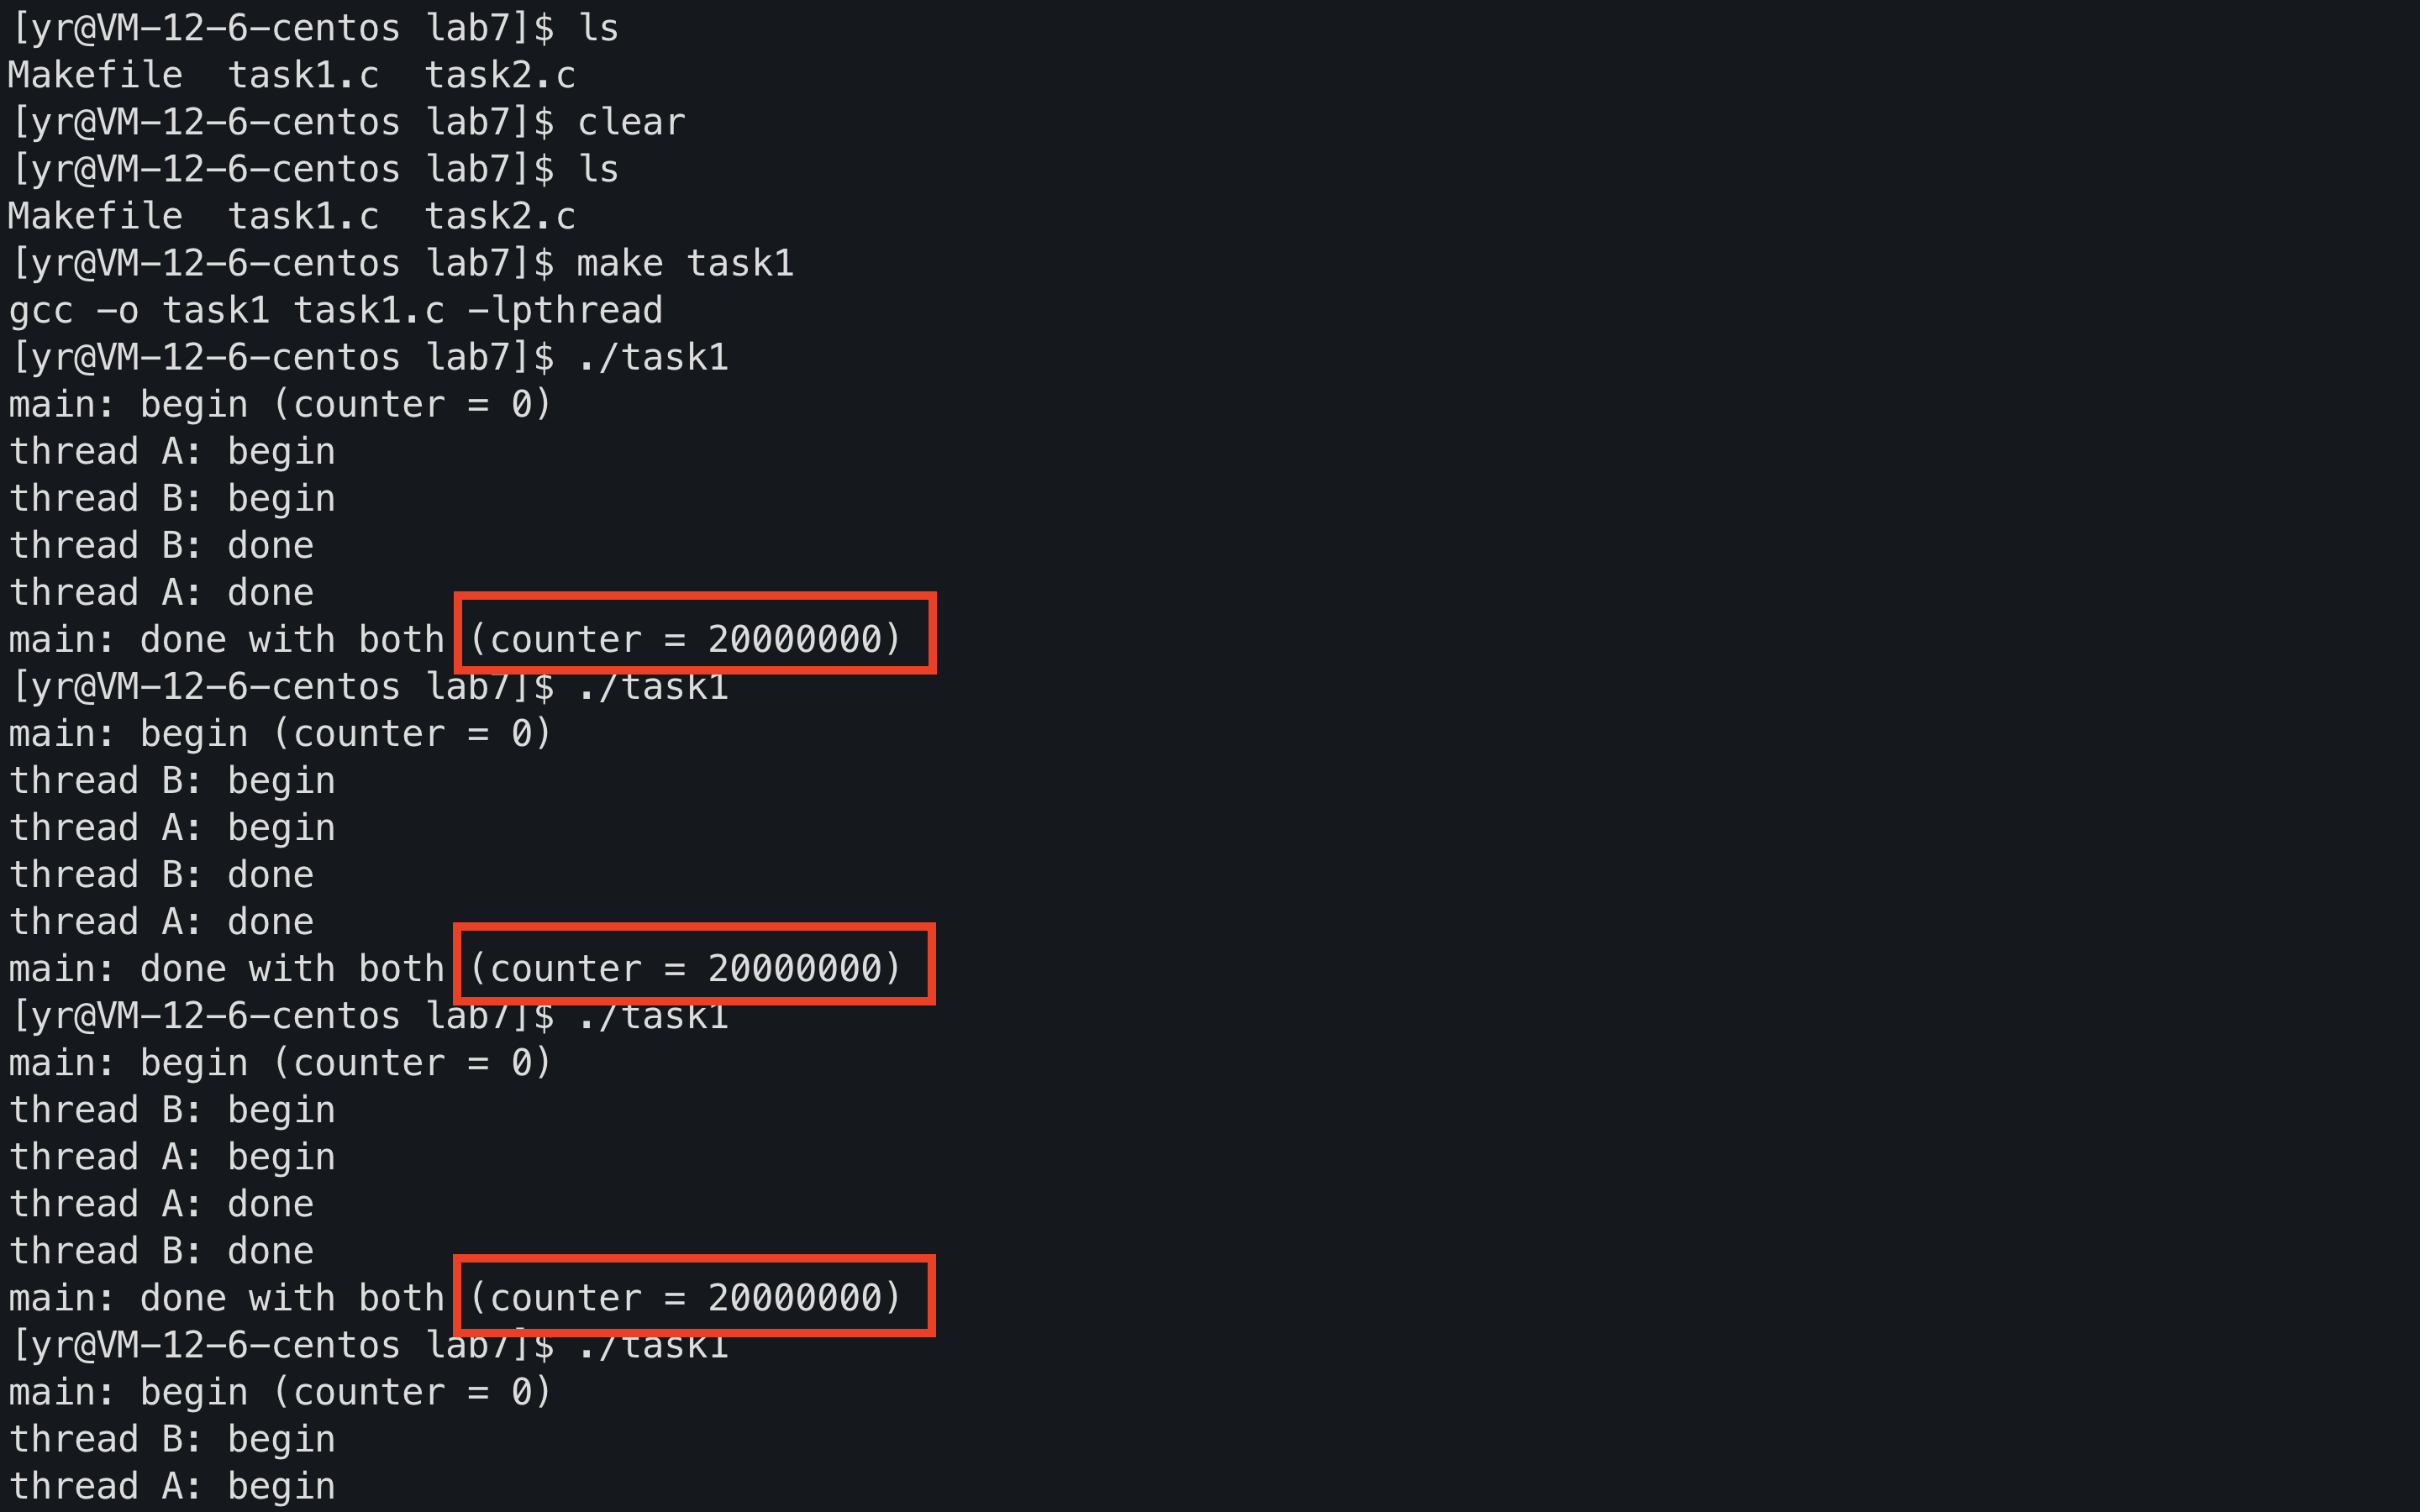 [yr@VM-12-6-centos lab7]$ ls
Makefile  task1.c  task2.c
[yr@VM-12-6-centos lab7]$ clear
[yr@VM-12-6-centos lab7]$ ls
Makefile  task1.c  task2.c
[yr@VM-12-6-centos lab7]$ make task1
gcc -o task1 task1.c -lpthread
[yr@VM-12-6-centos lab7]$ ./task1
main: begin (counter = 0)
thread A: begin
thread B: begin
thread B: done
thread A: done
main: done with both (counter = 20000000)
[yr@VM-12-6-centos lab7]$ ./task1
main: begin (counter = 0)
thread B: begin
thread A: begin
thread B: done
thread A: done
main: done with both (counter = 20000000)
[yr@VM-12-6-centos lab7]$ ./task1
main: begin (counter = 0)
thread B: begin
thread A: begin
thread A: done
thread B: done
main: done with both (counter = 20000000)
[yr@VM-12-6-centos lab7]$ ./task1
main: begin (counter = 0)
thread B: begin
thread A: begin